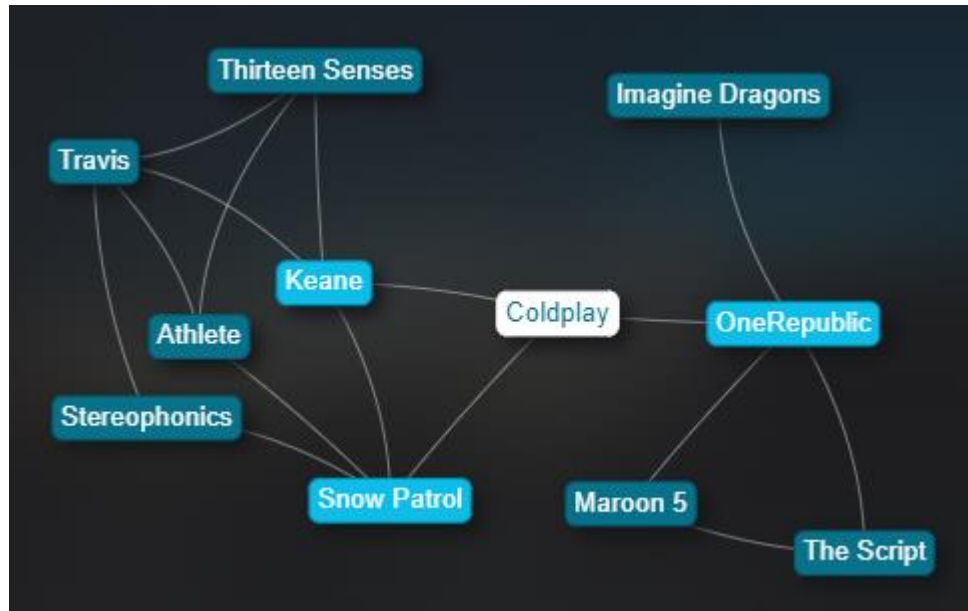 Thirteen Senses
Imagine Dragons
Travis
Keane
Coldplay
OneRepublic
Athlete
Stereophonics
Snow Patrol
Maroon 5
The Script